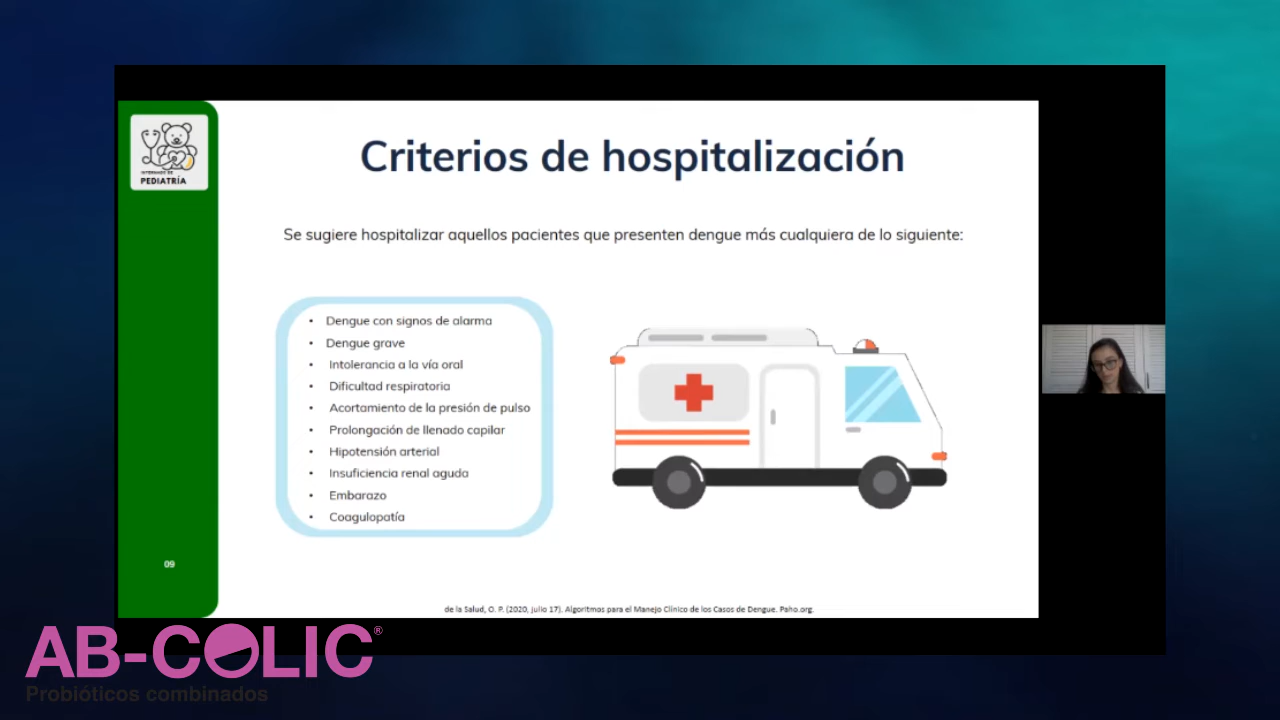 INTERNADO DE
PEDIATRÍA
Criterios de hospitalización
Se sugiere hospitalizar aquellos pacientes que presenten dengue más cualquiera de lo siguiente:
• Dengue con signos de alarma
• Dengue grave
• Intolerancia a la vía oral
• Dificultad respiratoria
• Acortamiento de la presión de pulso
• Prolongación de llenado capilar
• Hipotensión arterial
• Insuficiencia renal aguda
• Embarazo
• Coagulopatía
09
de la Salud, O. P. (2020, julio 17). Algoritmos para el Manejo Clínico de los Casos de Dengue. Paho.org.
AB-COLIC®
Probióticos combinados